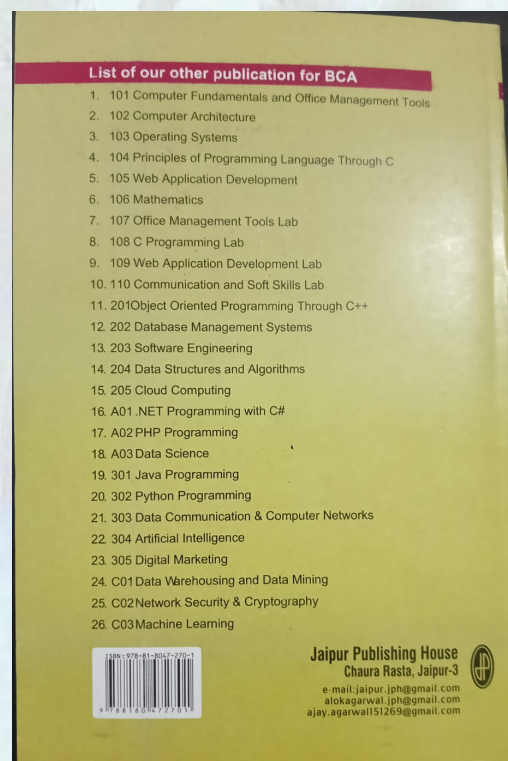 List of our other publication for BCA
1. 101 Computer Fundamentals and Office Management Tools
2. 102 Computer Architecture
3. 103 Operating Systems
4. 104 Principles of Programming Language Through C
5. 105 Web Application Development
6. 106 Mathematics
7. 107 Office Management Tools Lab
8. 108 C Programming Lab
9. 109 Web Application Development Lab
10. 110 Communication and Soft Skills Lab
11. 201Object Oriented Programming Through C++
12. 202 Database Management Systems
13. 203 Software Engineering
14. 204 Data Structures and Algorithms
15. 205 Cloud Computing
16. A01 .NET Programming with C#
17. A02 PHP Programming
18. A03 Data Science
19. 301 Java Programming
20. 302 Python Programming
21. 303 Data Communication & Computer Networks
22. 304 Artificial Intelligence
23. 305 Digital Marketing
24. C01 Data Warehousing and Data Mining
25. C02 Network Security & Cryptography
26. C03 Machine Learning
ISBN: 978-81-8047-270-1
9 788180 472701
Jaipur Publishing House
Chaura Rasta, Jaipur-3
e-mail:jaipur.jph@gmail.com
alokagarwal.jph@gmail.com
ajay.agarwal151269@gmail.com
JP